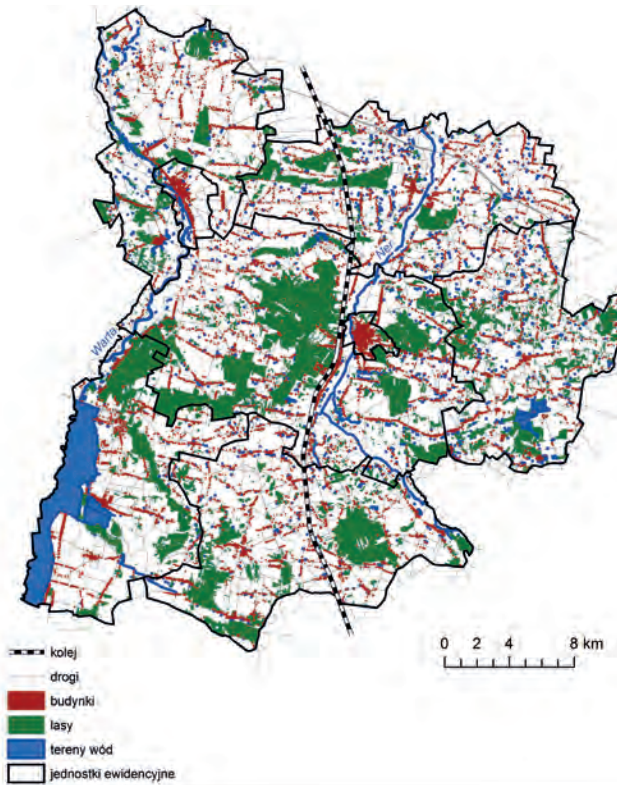 Ner
Warta
kolej
drogi
budynki
lasy
tereny wód
jednostki ewidencyjne
0 2 4 8 km